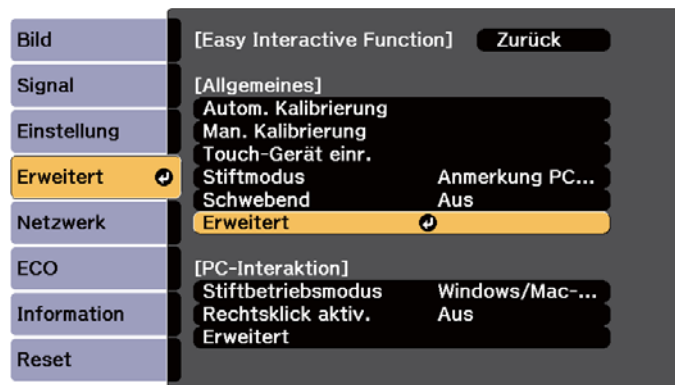 Bild
Signal
Einstellung
Erweitert
Netzwerk
ECO
Information
Reset
[Easy Interactive Function] Zurück
[Allgemeines]
Autom. Kalibrierung
Man. Kalibrierung
Touch-Gerät einr.
Stiftmodus Anmerkung PC...
Schwebend Aus
Erweitert
[PC-Interaktion]
Stiftbetriebsmodus Windows/Mac-...
Rechtsklick aktiv. Aus
Erweitert